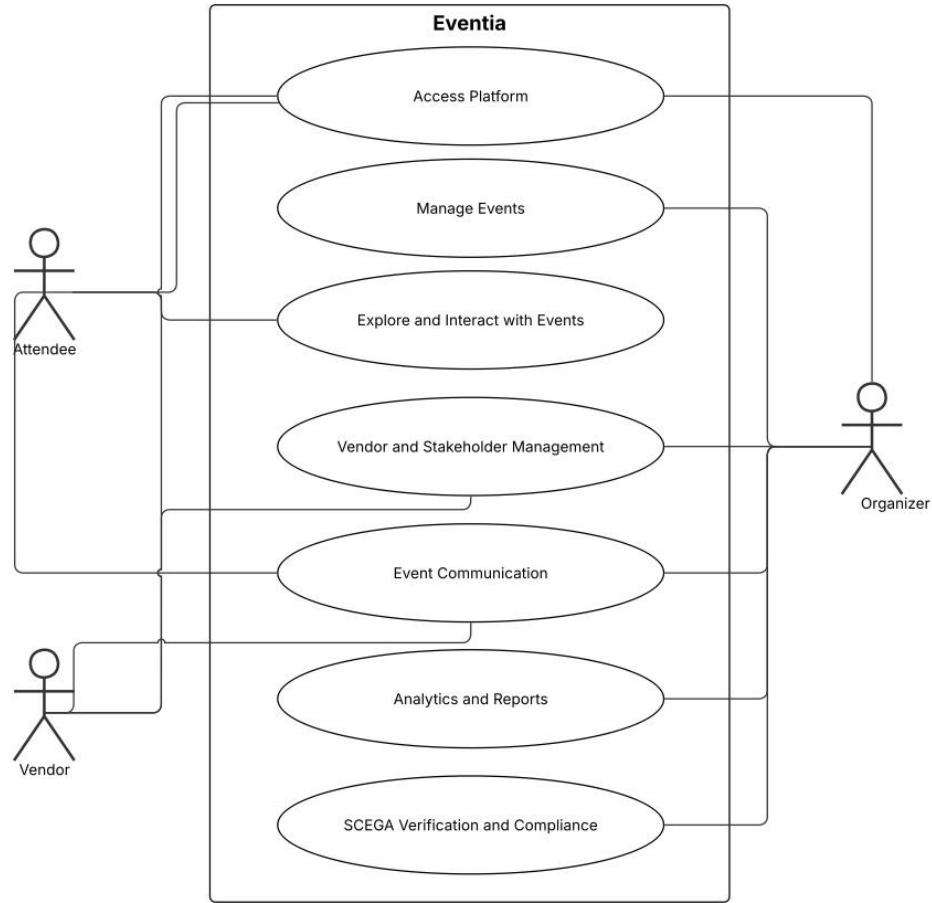 Eventia
Access Platform
Manage Events
Explore and Interact with Events
Attendee
Vendor and Stakeholder Management
Organizer
Event Communication
Analytics and Reports
Vendor
SCEGA Verification and Compliance